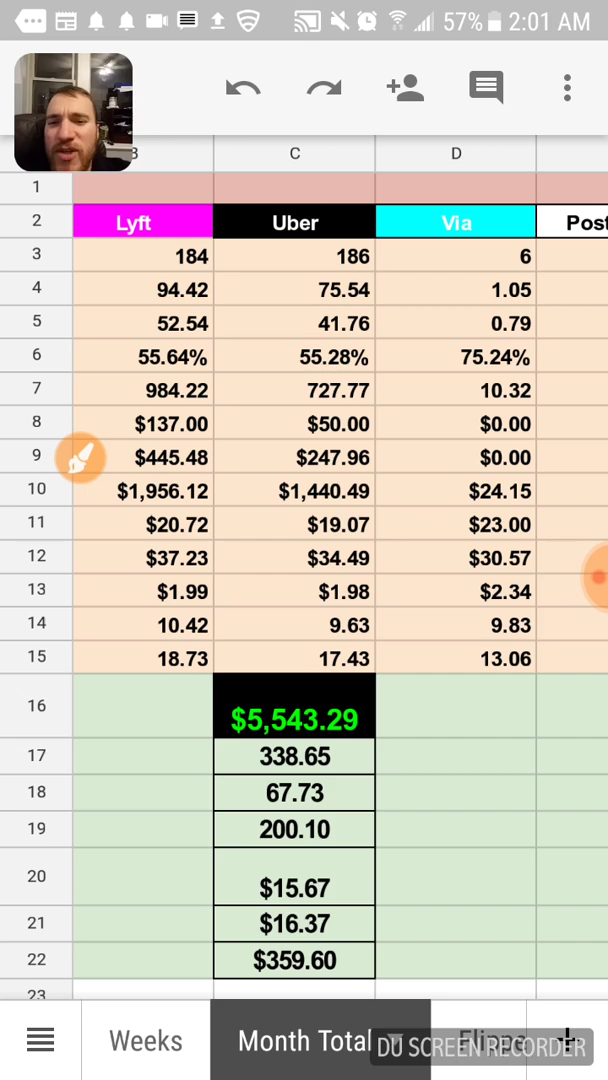 57% 2:01 AM
B C D
1
2 Lyft Uber Via Post
3 184 186 6
4 94.42 75.54 1.05
5 52.54 41.76 0.79
6 55.64% 55.28% 75.24%
7 984.22 727.77 10.32
8 $137.00 $50.00 $0.00
9 $445.48 $247.96 $0.00
10 $1,956.12 $1,440.49 $24.15
11 $20.72 $19.07 $23.00
12 $37.23 $34.49 $30.57
13 $1.99 $1.98 $2.34
14 10.42 9.63 9.83
15 18.73 17.43 13.06
16 $5,543.29
17 338.65
18 67.73
19 200.10
20 $15.67
21 $16.37
22 $359.60
23
Weeks Month Total
DU SCREEN RECORDER